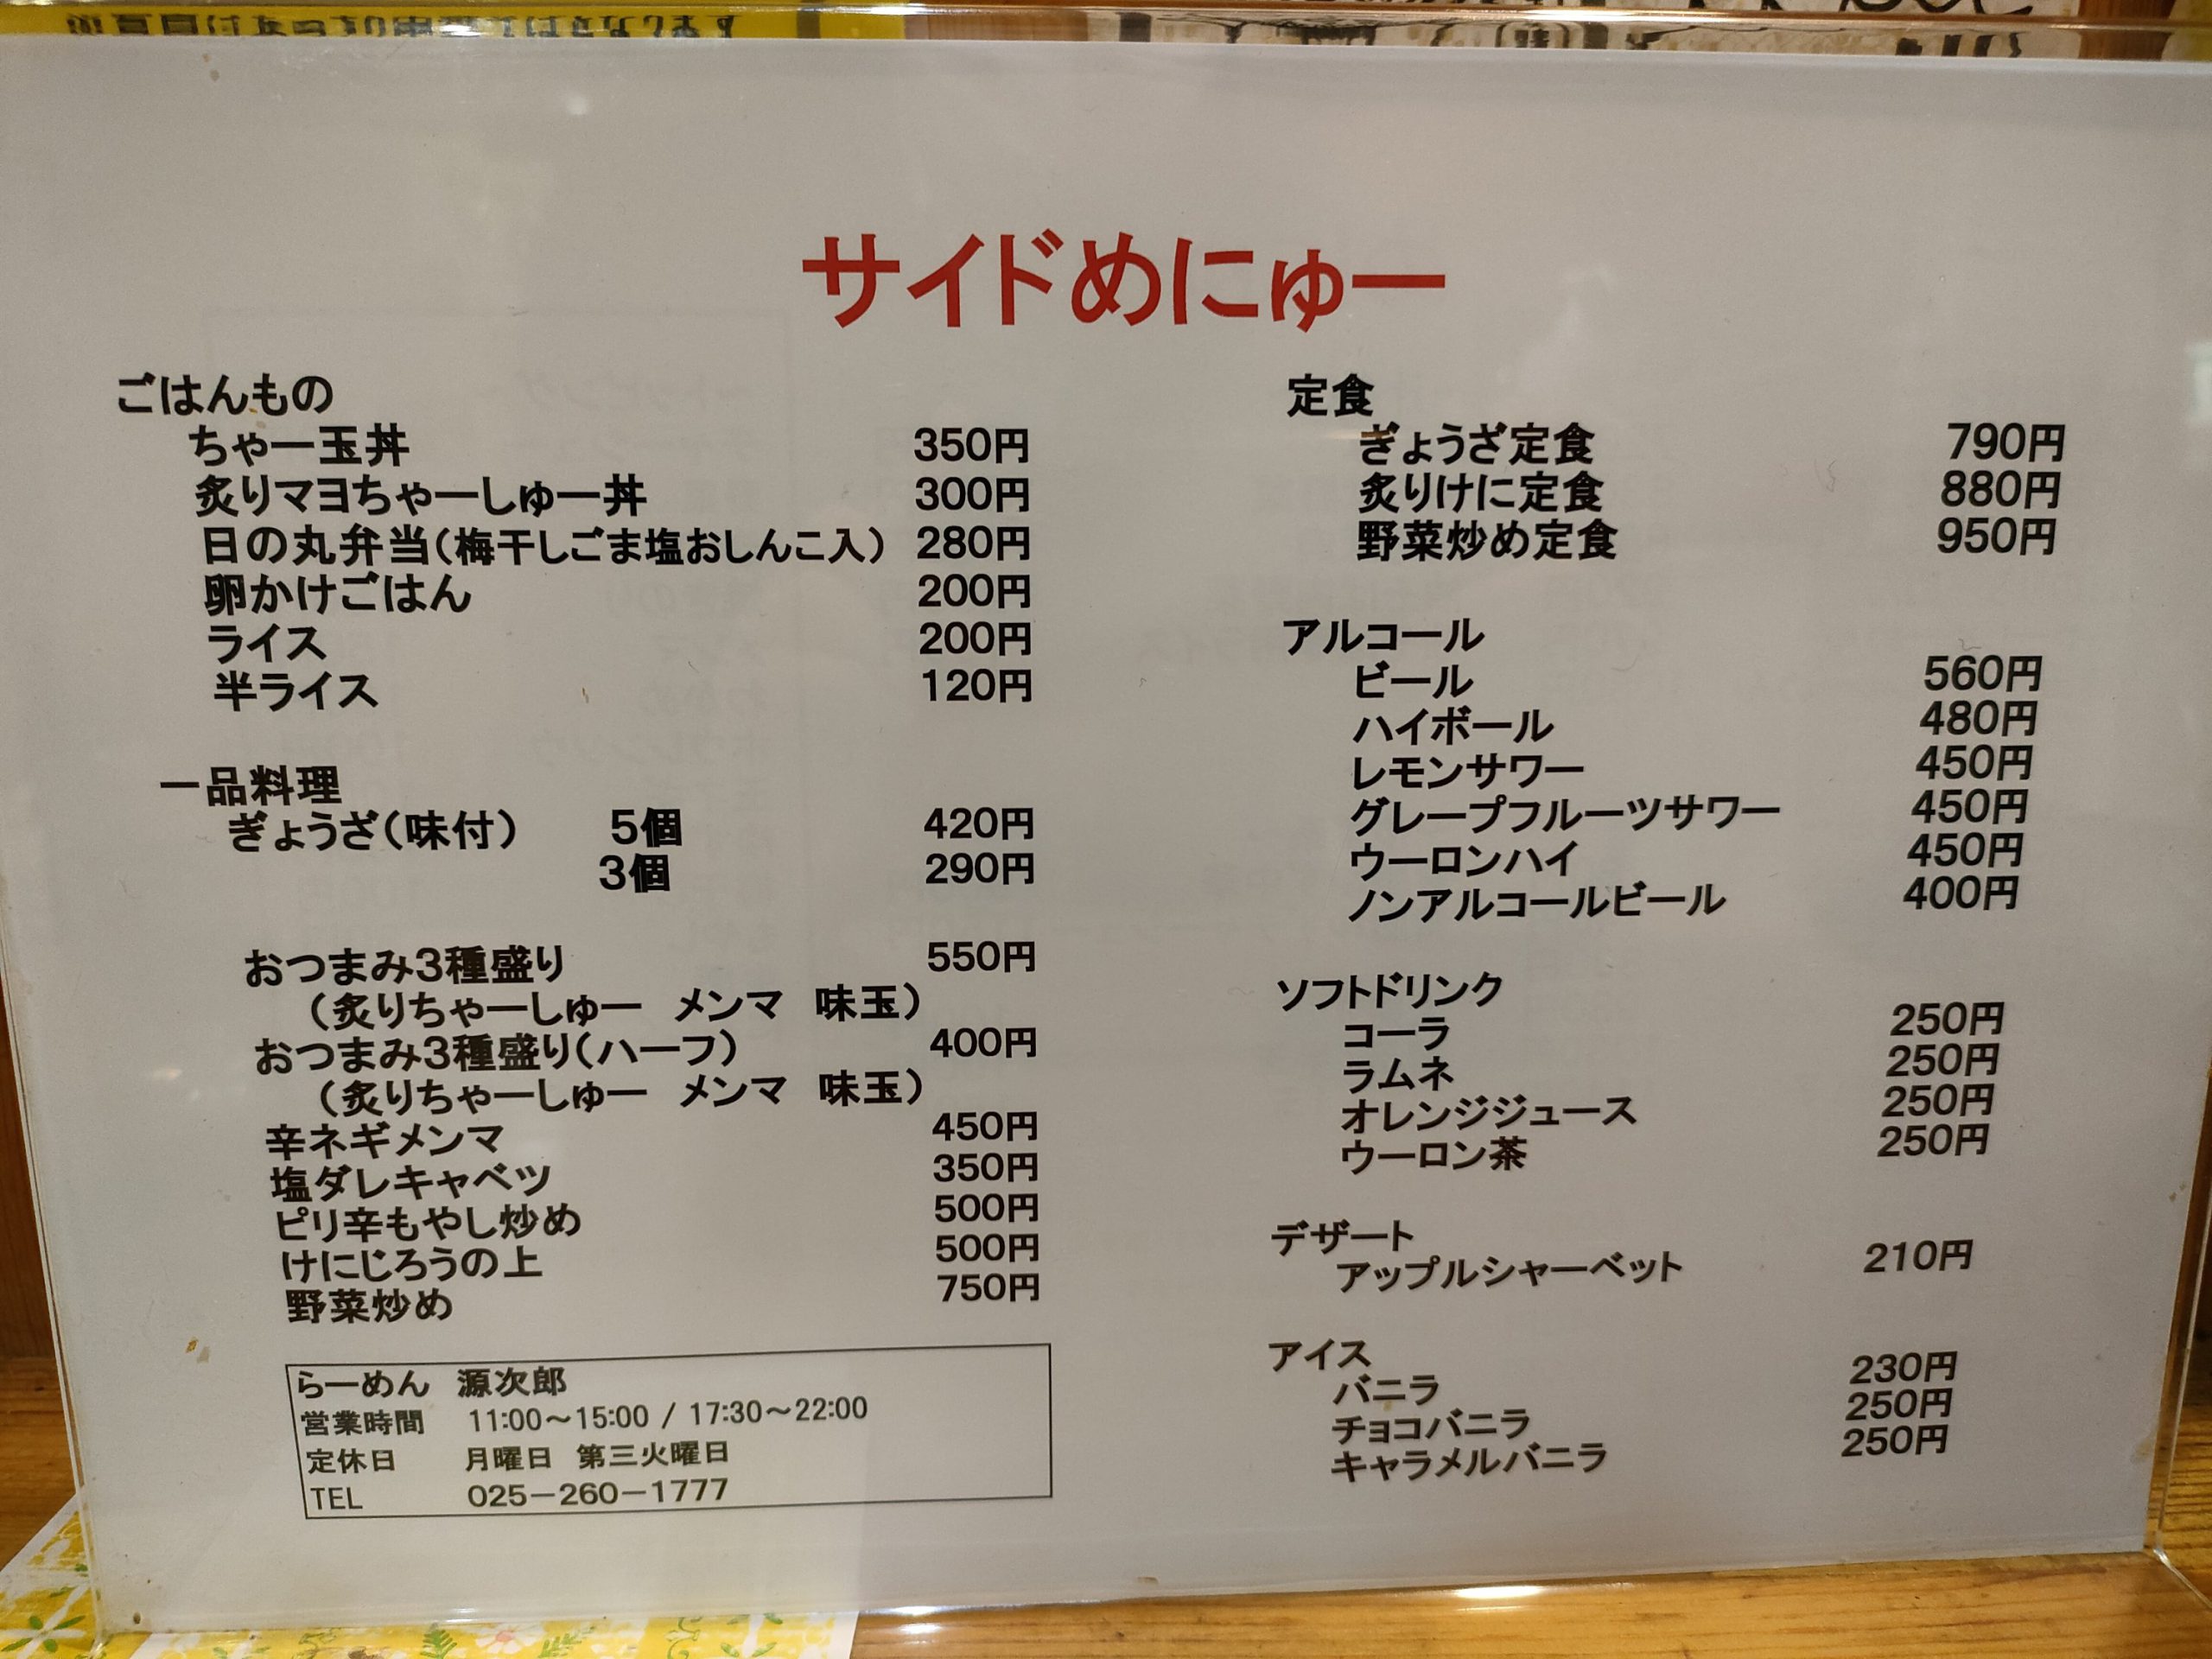 サイドめにゅー
ごはんもの
ちゃー玉丼 350円
炙りマヨちゃーしゅー丼 300円
日の丸弁当(梅干しごま塩おしんこ入) 280円
卵かけごはん 200円
ライス 200円
半ライス 120円
一品料理
ぎょうざ(味付) 5個 420円
3個 290円
おつまみ3種盛り 550円
(炙りちゃーしゅー メンマ 味玉)
おつまみ3種盛り(ハーフ) 400円
(炙りちゃーしゅー メンマ 味玉)
辛ネギメンマ 450円
塩ダレキャベツ 350円
ピリ辛もやし炒め 500円
けにじろうの上 500円
野菜炒め 750円
らーめん 源次郎
営業時間 11:00～15:00 / 17:30～22:00
定休日 月曜日 第三火曜日
TEL 025－260－1777
定食
ぎょうざ定食 790円
炙りけに定食 880円
野菜炒め定食 950円
アルコール
ビール 560円
ハイボール 480円
レモンサワー 450円
グレープフルーツサワー 450円
ウーロンハイ 450円
ノンアルコールビール 400円
ソフトドリンク
コーラ 250円
ラムネ 250円
オレンジジュース 250円
ウーロン茶 250円
デザート
アップルシャーベット 210円
アイス
バニラ 230円
チョコバニラ 250円
キャラメルバニラ 250円